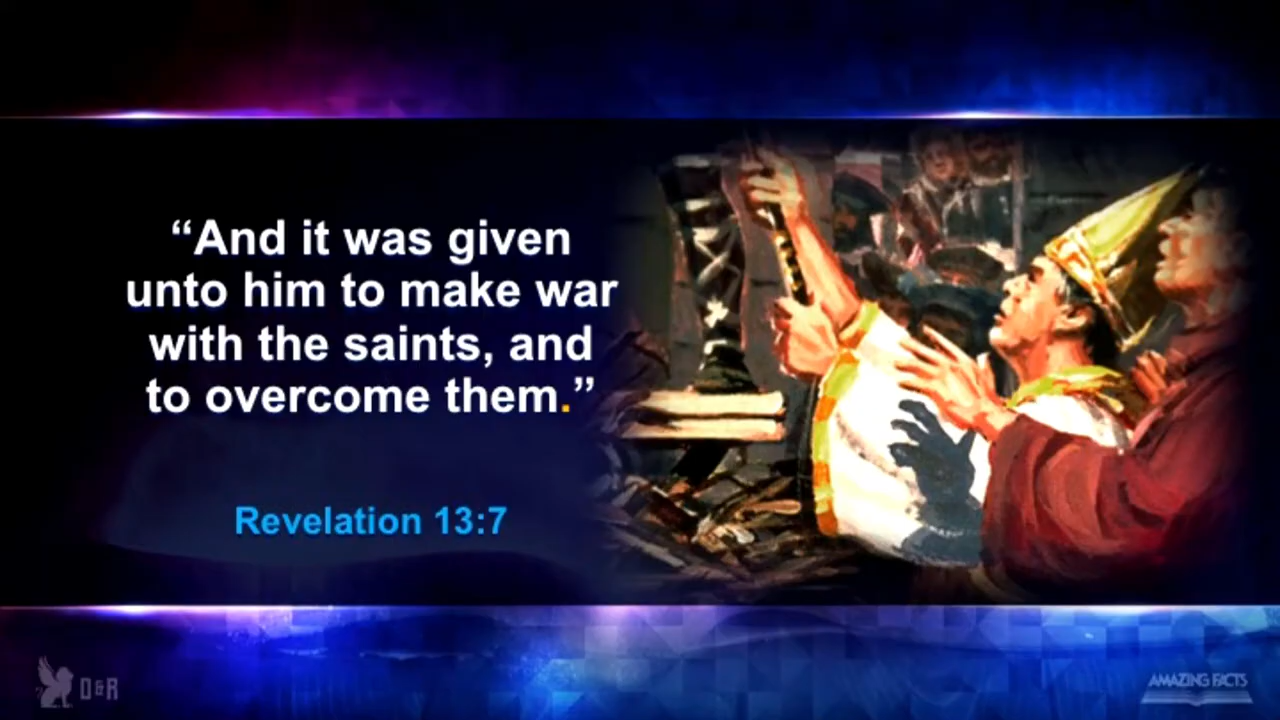 “And it was given
unto him to make war
with the saints, and
to overcome them.”
Revelation 13:7
D&R
AMAZING FACTS